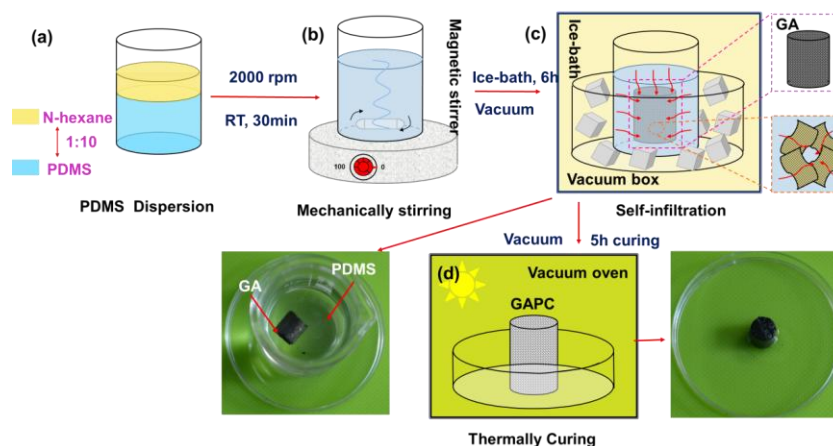 (a)
N-hexane
1:10
PDMS
PDMS Dispersion
2000 rpm
RT, 30min
(b)
Magnetic stirrer
100
0
Mechanically stirring
Ice-bath, 6h
Vacuum
(c)
Ice-bath
Vacuum box
Self-infiltration
GA
Vacuum
5h curing
GA
PDMS
(d)
Vacuum oven
GAPC
Thermally Curing